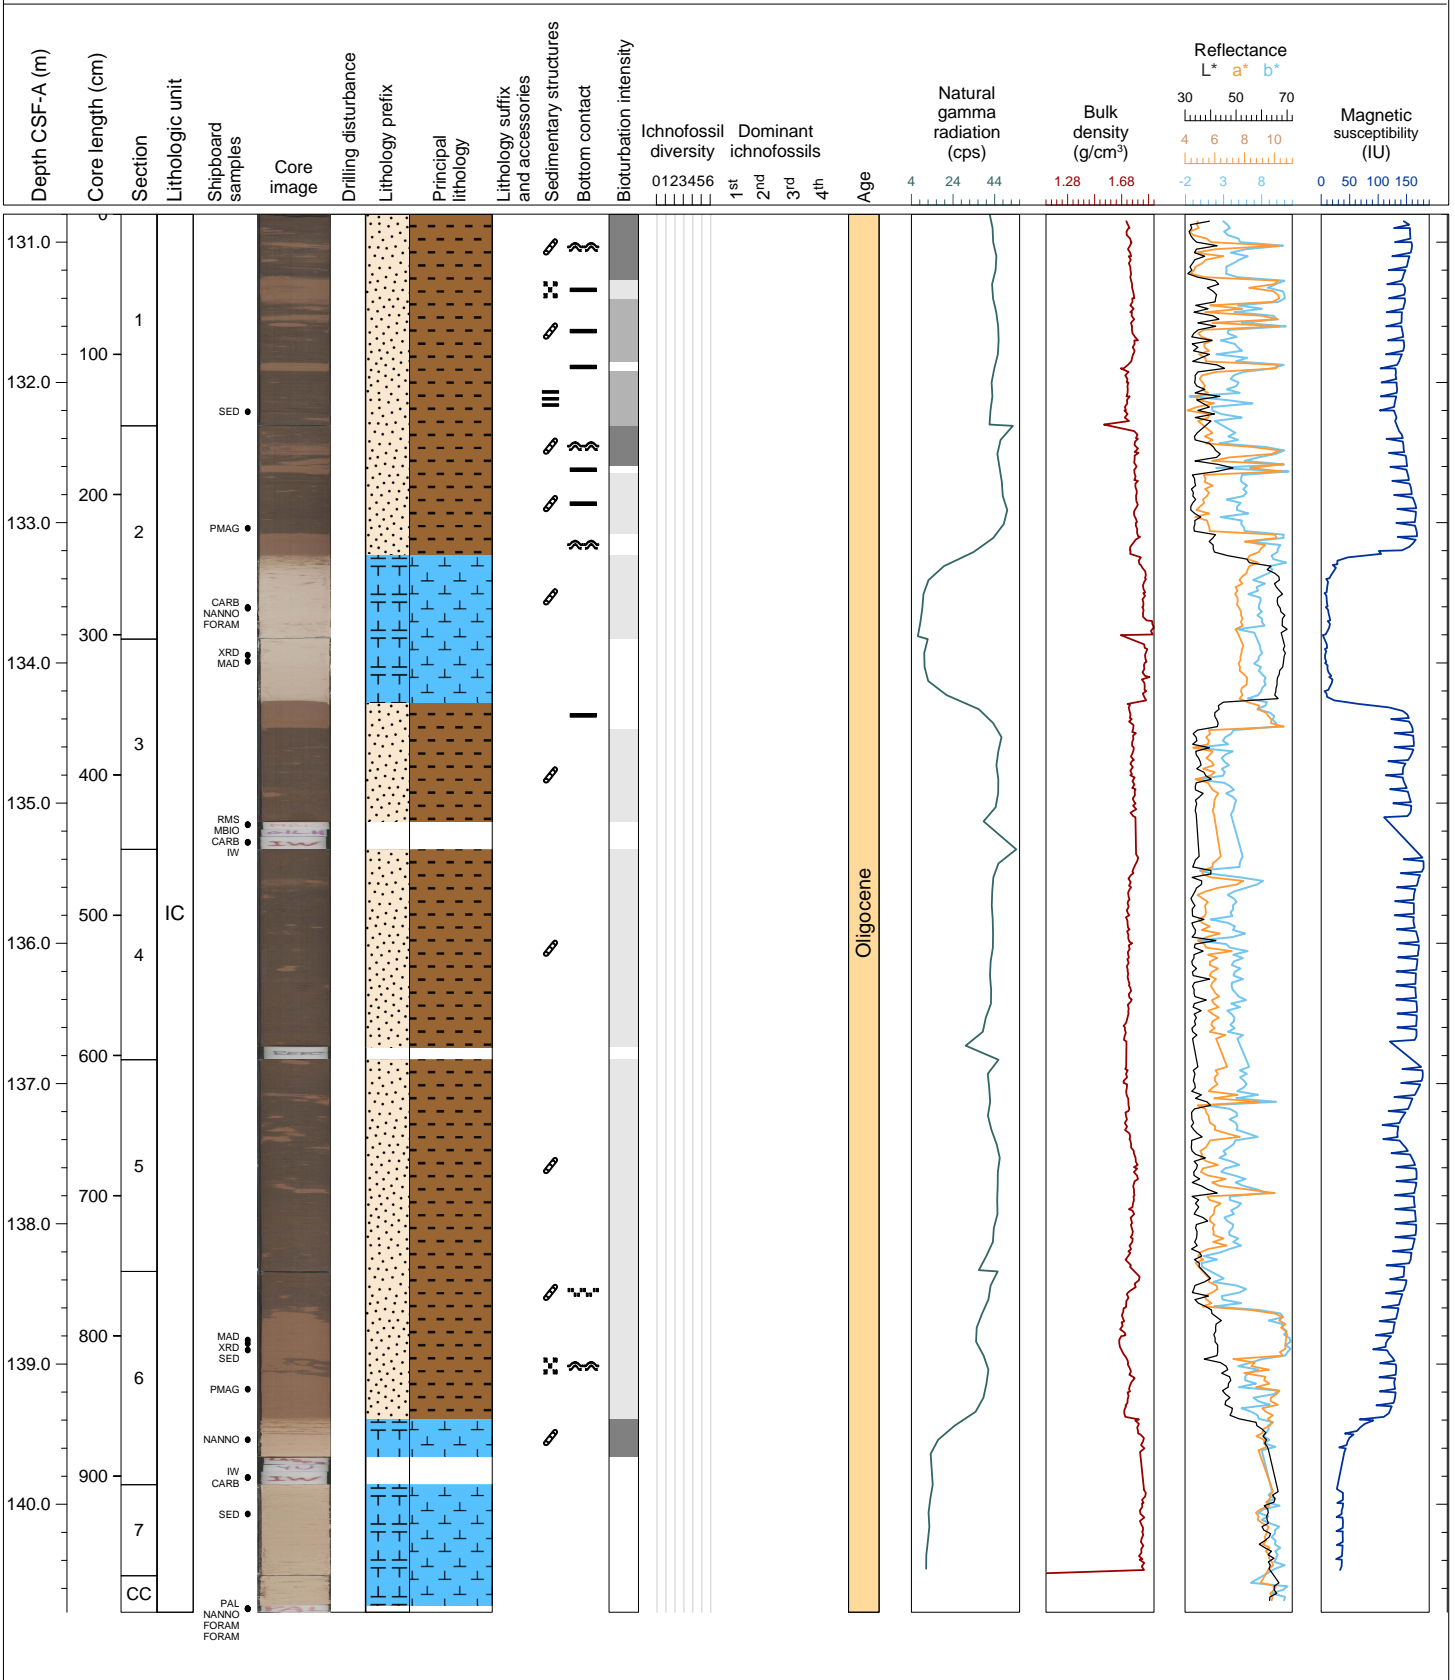 Depth CSF-A (m)
Core length (cm)
Section
Lithologic unit
Shipboard
samples
Core
image
Drilling disturbance
Lithology prefix
Principal
lithology
Lithology suffix
and accessories
Sedimentary structures
Bottom contact
Bioturbation intensity
Ichnofossil
diversity
0123456
Dominant
ichnofossils
1st
2nd
3rd
4th
Age
Natural
gamma
radiation
(cps)
4 24 44
Bulk
density
(g/cm³)
1.28 1.68
Reflectance
L* a* b*
30 50 70
4 6 8 10
-2 3 8
Magnetic
susceptibility
(IU)
0 50 100 150
0
131.0
1
100
132.0
SED
200
133.0
2
PMAG
CARB
NANNO
FORAM
300
XRD
134.0
MAD
3
400
135.0
RMS
MBIO
CARB
IW
IW
Oligocene
500
IC
136.0
4
600
137.0
5
700
138.0
800
MAD
XRD
139.0
SED
6
PMAG
NANNO
IW
900
CARB
IW
140.0
SED
7
CC
PAL
NANNO
FORAM
FORAM